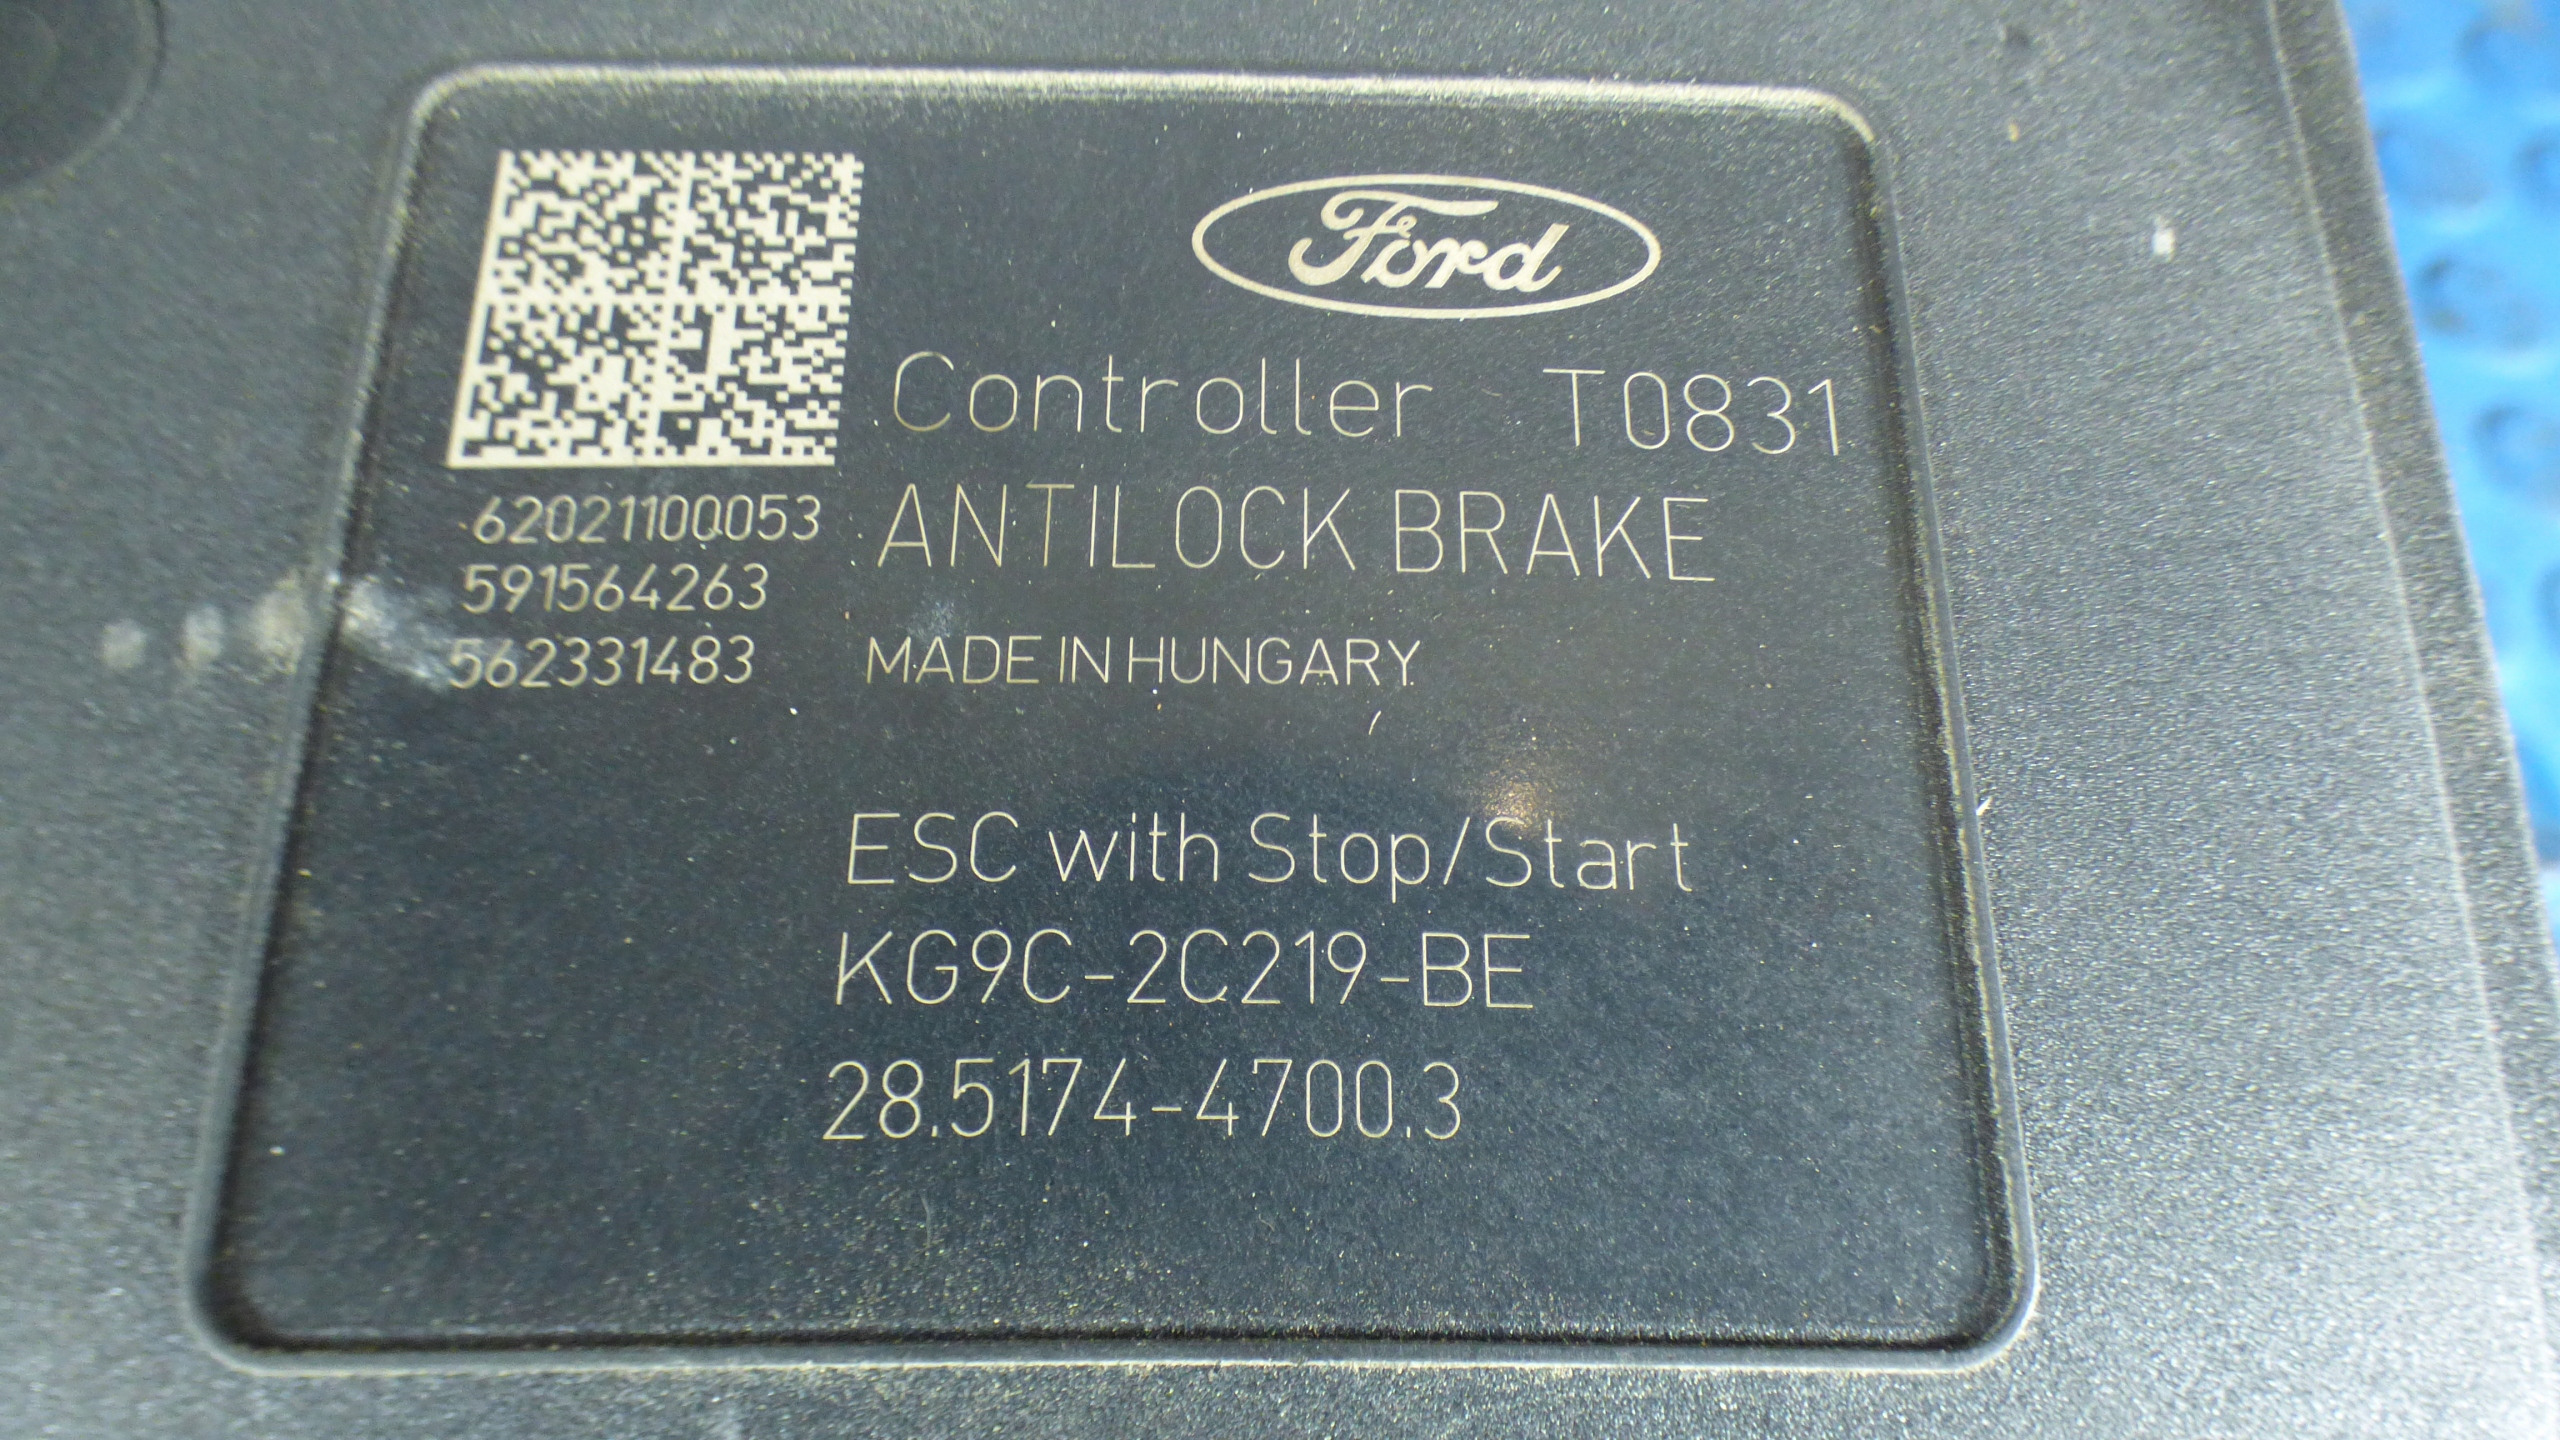 Ford
Controller T0831
ANTILOCK BRAKE
62021100053
591564263
562331483
MADE IN HUNGARY
ESC with Stop/Start
KG9C-2C219-BE
28.5174-4700.3